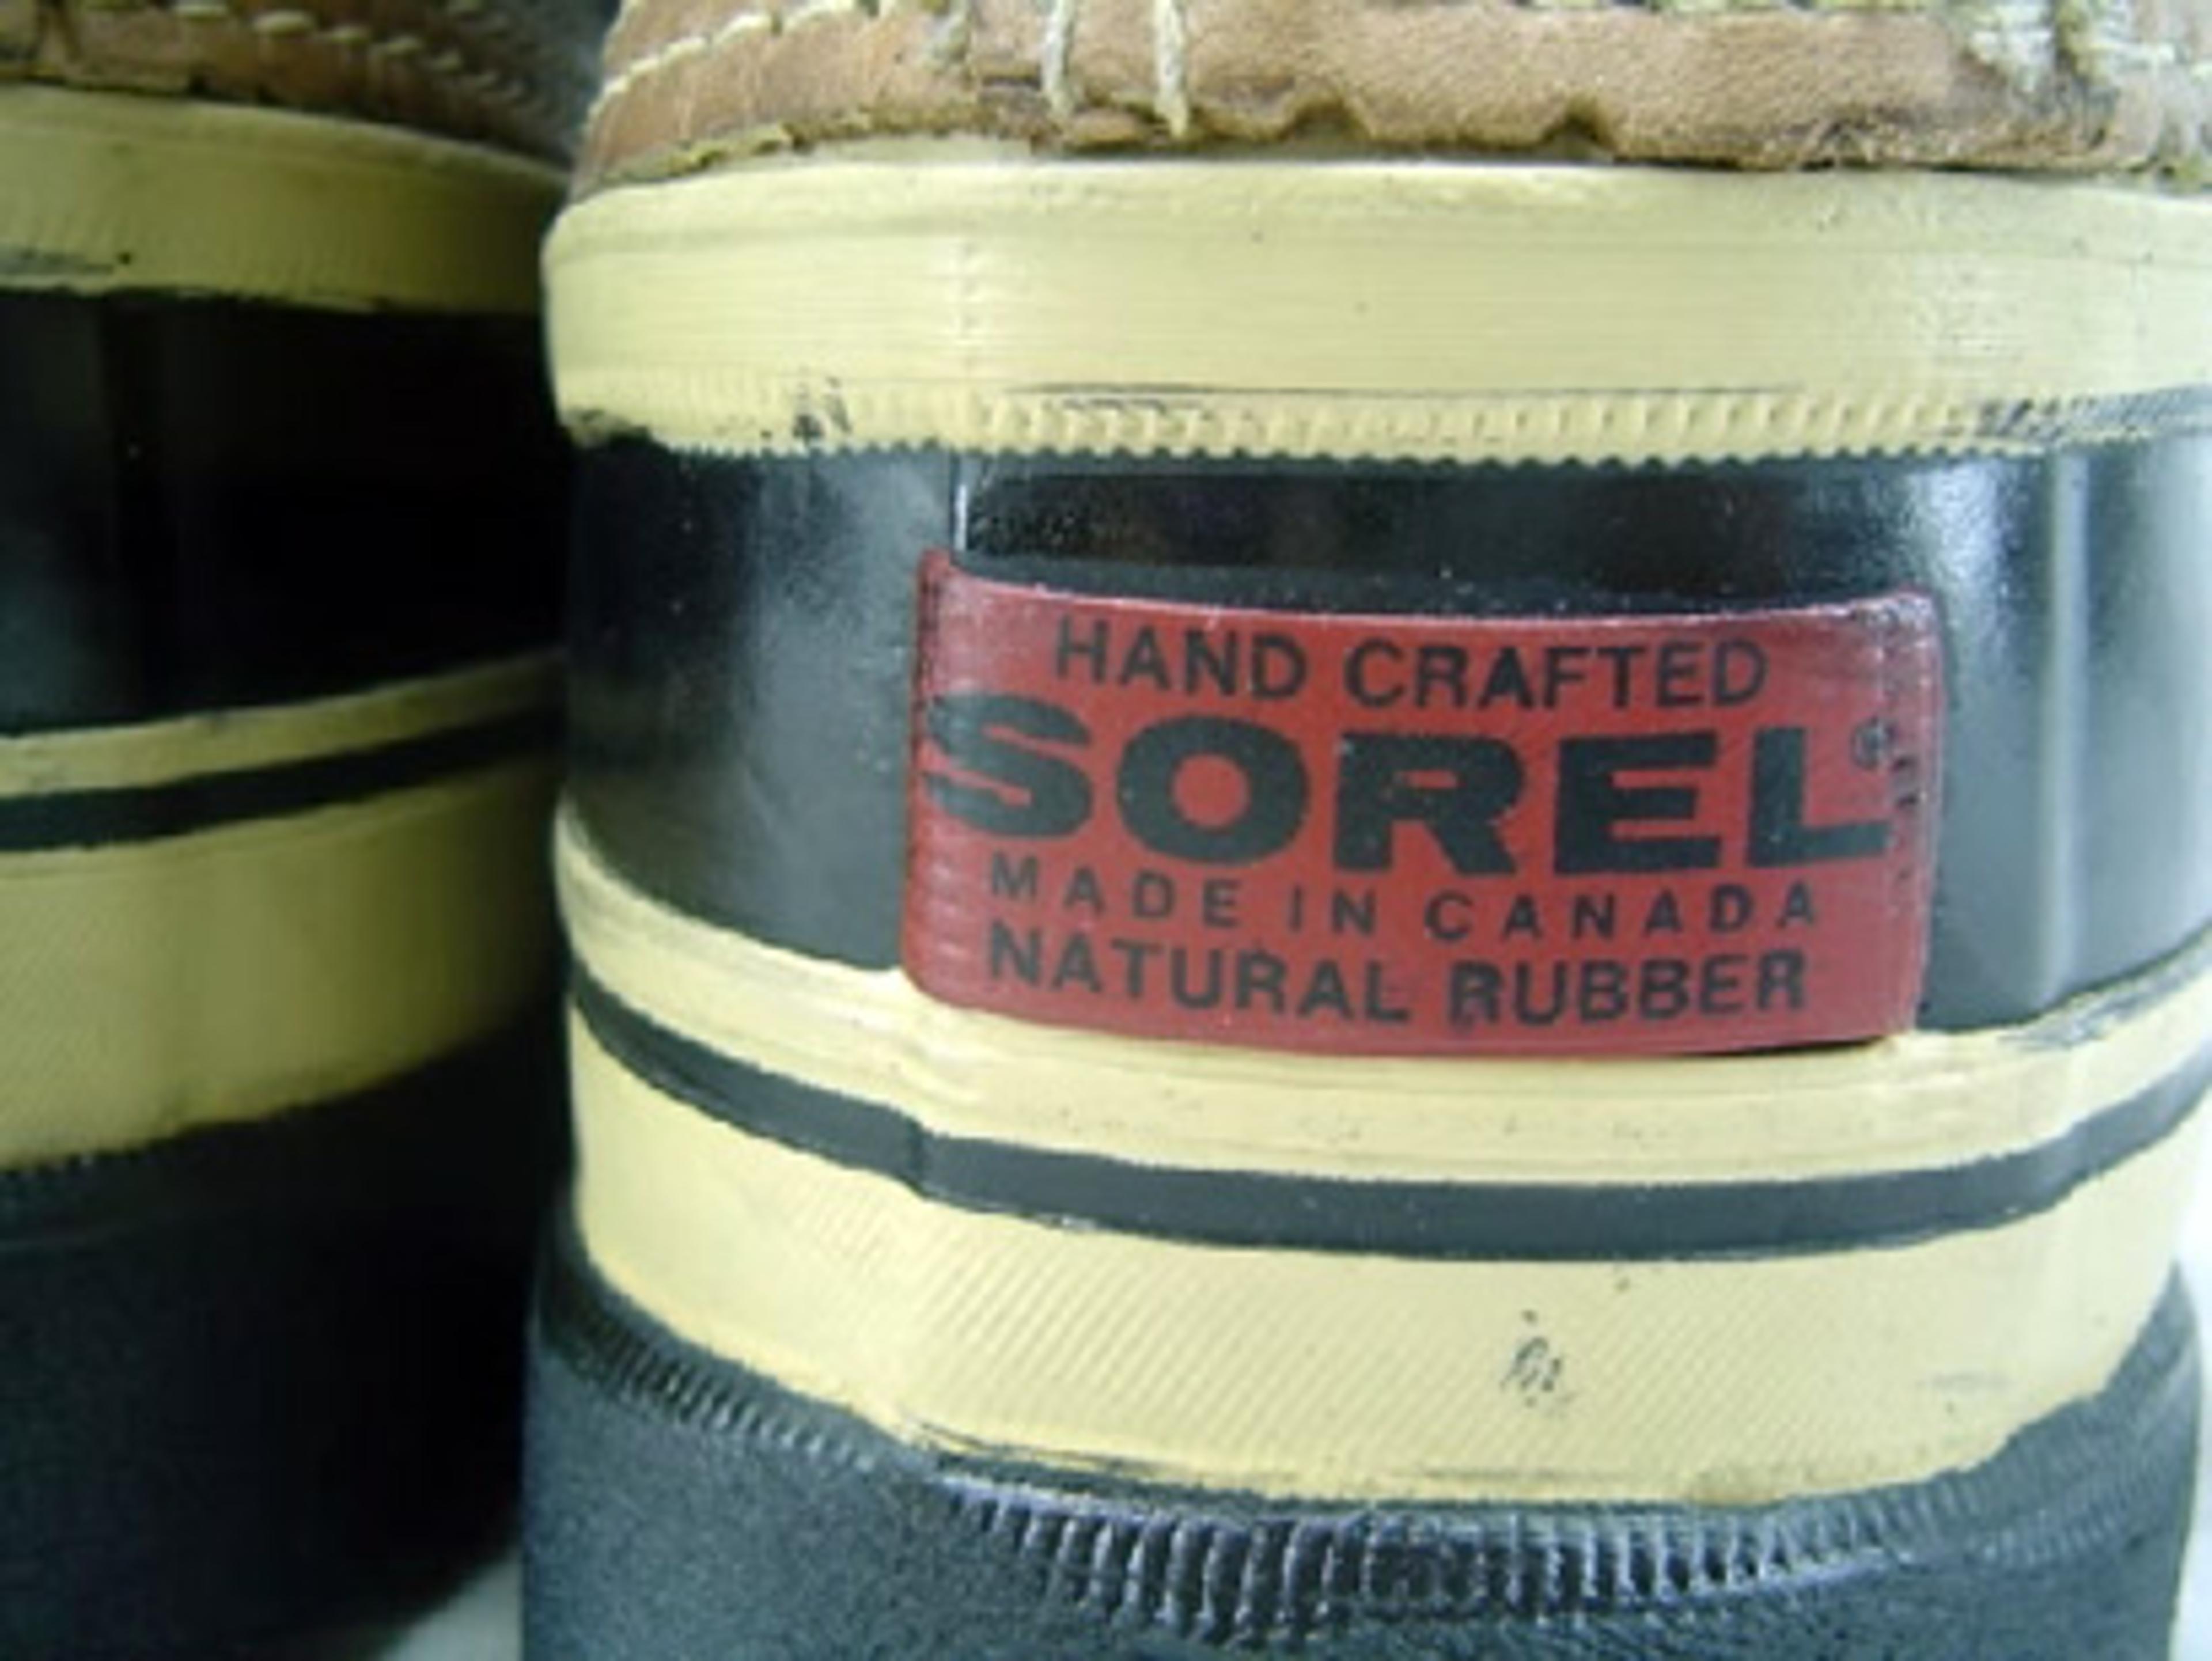 HAND CRAFTED
SOREL®
MADE IN CANADA
NATURAL RUBBER